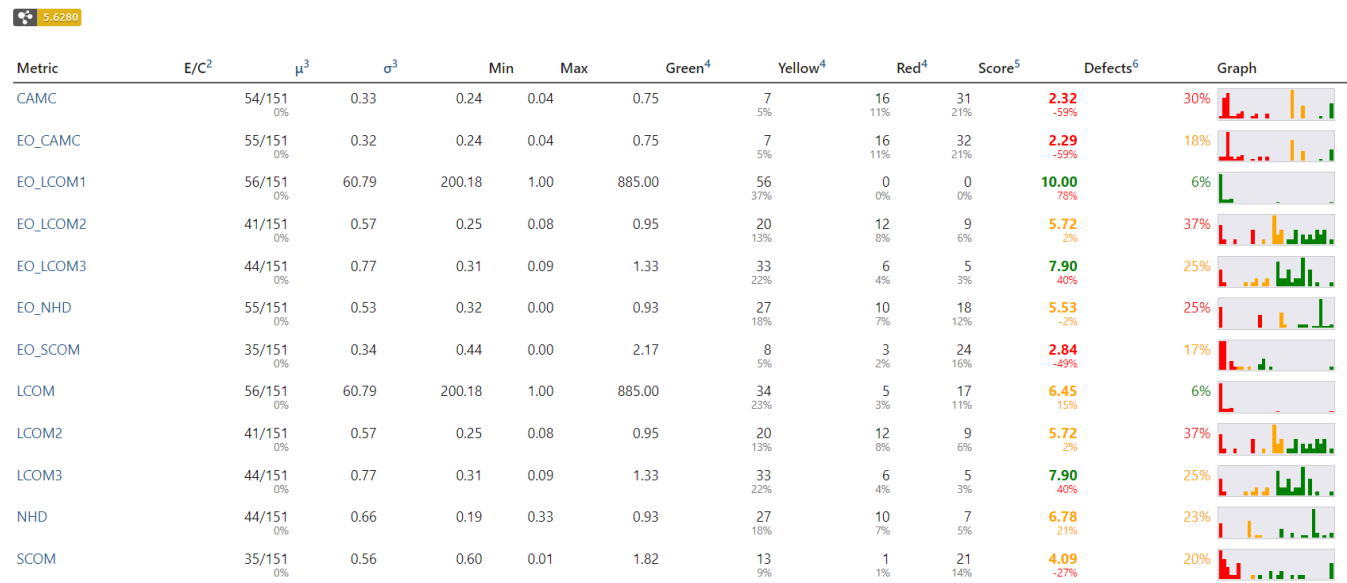 5.6280
Metric E/C2 μ3 σ3 Min Max Green4 Yellow4 Red4 Score5 Defects6 Graph
CAMC 54/151 0.33 0.24 0.04 0.75 7 16 31 2.32 30%
0% 5% 11% 21% -59%
EO_CAMC 55/151 0.32 0.24 0.04 0.75 7 16 32 2.29 18%
0% 5% 11% 21% -59%
EO_LCOM1 56/151 60.79 200.18 1.00 885.00 56 0 0 10.00 6%
0% 37% 0% 0% 78%
EO_LCOM2 41/151 0.57 0.25 0.08 0.95 20 12 9 5.72 37%
0% 13% 8% 6% 2%
EO_LCOM3 44/151 0.77 0.31 0.09 1.33 33 6 5 7.90 25%
0% 22% 4% 3% 40%
EO_NHD 55/151 0.53 0.32 0.00 0.93 27 10 18 5.53 25%
0% 18% 7% 12% -2%
EO_SCOM 35/151 0.34 0.44 0.00 2.17 8 3 24 2.84 17%
0% 5% 2% 16% -49%
LCOM 56/151 60.79 200.18 1.00 885.00 34 5 17 6.45 6%
0% 23% 3% 11% 15%
LCOM2 41/151 0.57 0.25 0.08 0.95 20 12 9 5.72 37%
0% 13% 8% 6% 2%
LCOM3 44/151 0.77 0.31 0.09 1.33 33 6 5 7.90 25%
0% 22% 4% 3% 40%
NHD 44/151 0.66 0.19 0.33 0.93 27 10 7 6.78 23%
0% 18% 7% 5% 21%
SCOM 35/151 0.56 0.60 0.01 1.82 13 1 21 4.09 20%
0% 9% 1% 14% -27%